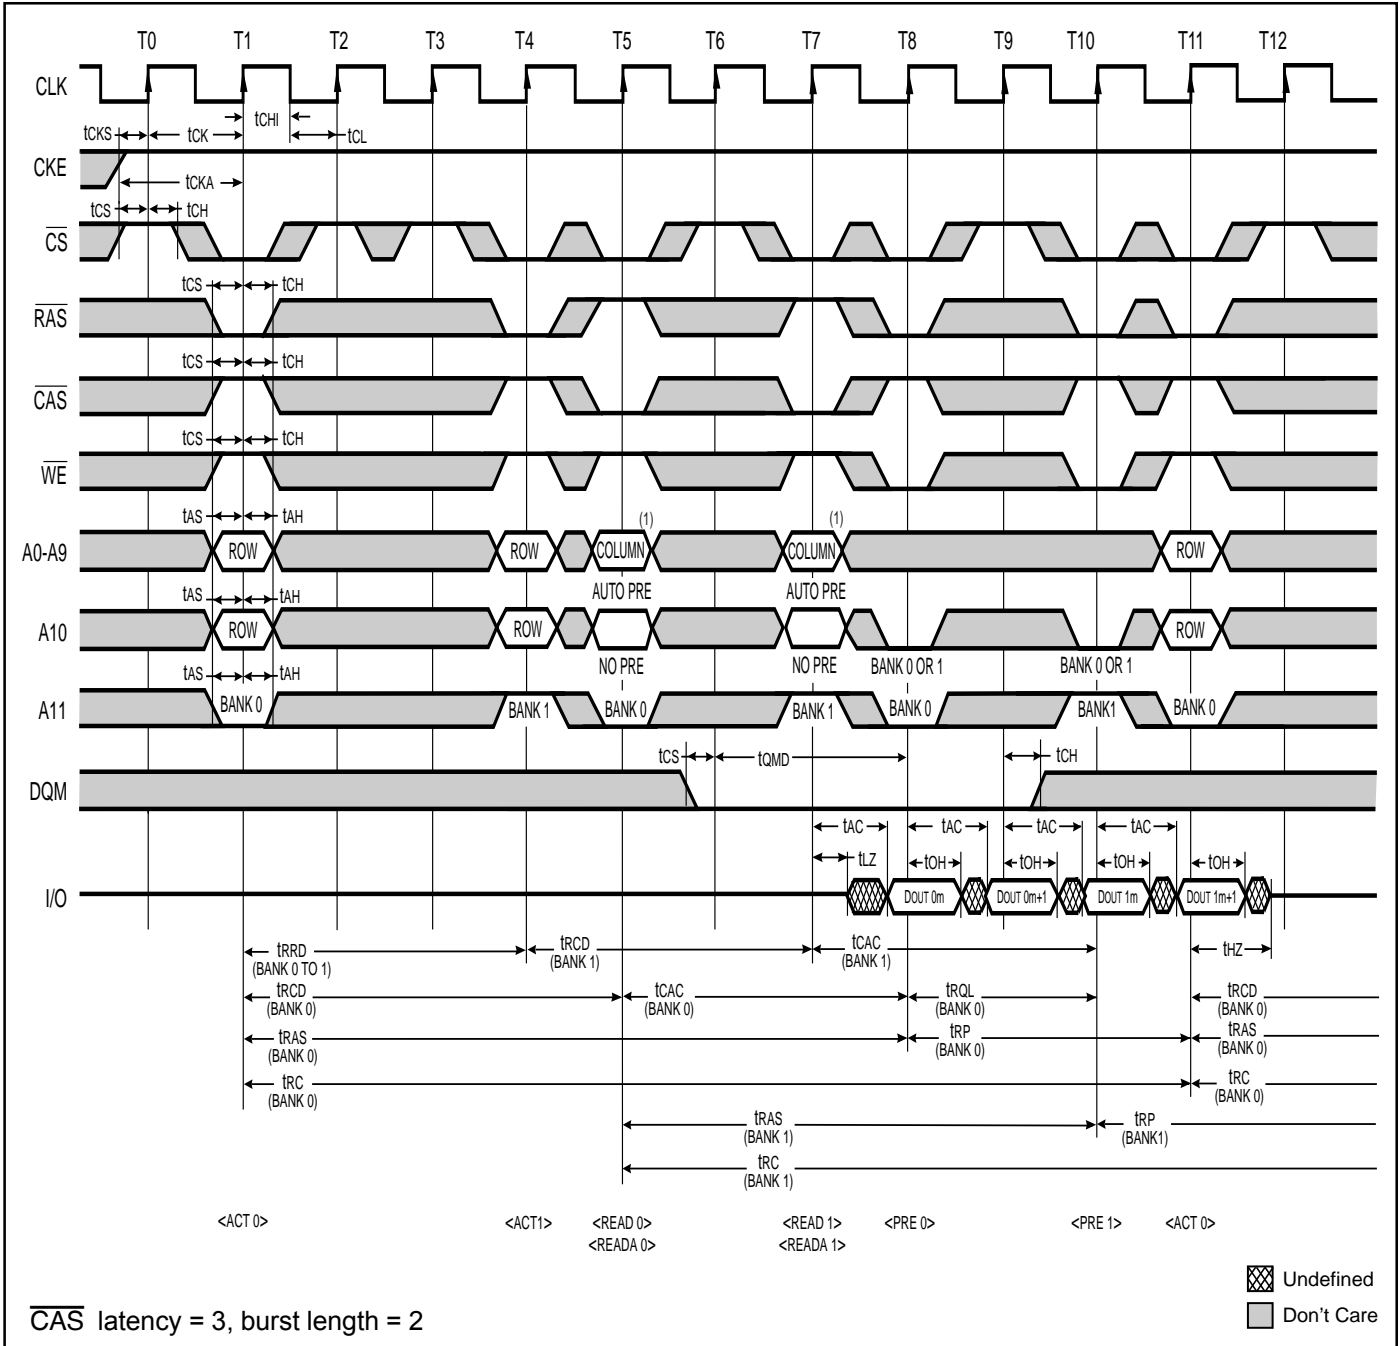 T0 T1 T2 T3 T4 T5 T6 T7 T8 T9 T10 T11 T12
CLK
tCHI
tCKS tCK tCL
CKE
tCKA
tCS tCH
CS
tCS tCH
RAS
tCS tCH
CAS
tCS tCH
WE
tAS tAH (1) (1)
A0-A9 ROW ROW COLUMN COLUMN ROW
AUTO PRE AUTO PRE
tAS tAH
A10 ROW ROW ROW
NO PRE NO PRE BANK 0 OR 1 BANK 0 OR 1
tAS tAH
A11 BANK 0 BANK 1 BANK 0 BANK 1 BANK 0 BANK1 BANK 0
tCS tQMD tCH
DQM
tAC tAC tAC tAC
tLZ tOH tOH tOH tOH
I/O DOUT 0m DOUT 0m+1 DOUT 1m DOUT 1m+1
tRRD tRCD tCAC tHZ
(BANK 0 TO 1) (BANK 1) (BANK 1)
tRCD tCAC tRQL tRCD
(BANK 0) (BANK 0) (BANK 0) (BANK 0)
tRAS tRP tRAS
(BANK 0) (BANK 0) (BANK 0)
tRC tRC
(BANK 0) (BANK 0)
tRAS tRP
(BANK 1) (BANK1)
tRC
(BANK 1)
<ACT 0> <ACT1> <READ 0> <READ 1> <PRE 0> <PRE 1> <ACT 0>
<READA 0> <READA 1>
Undefined
Don't Care
CAS latency = 3, burst length = 2